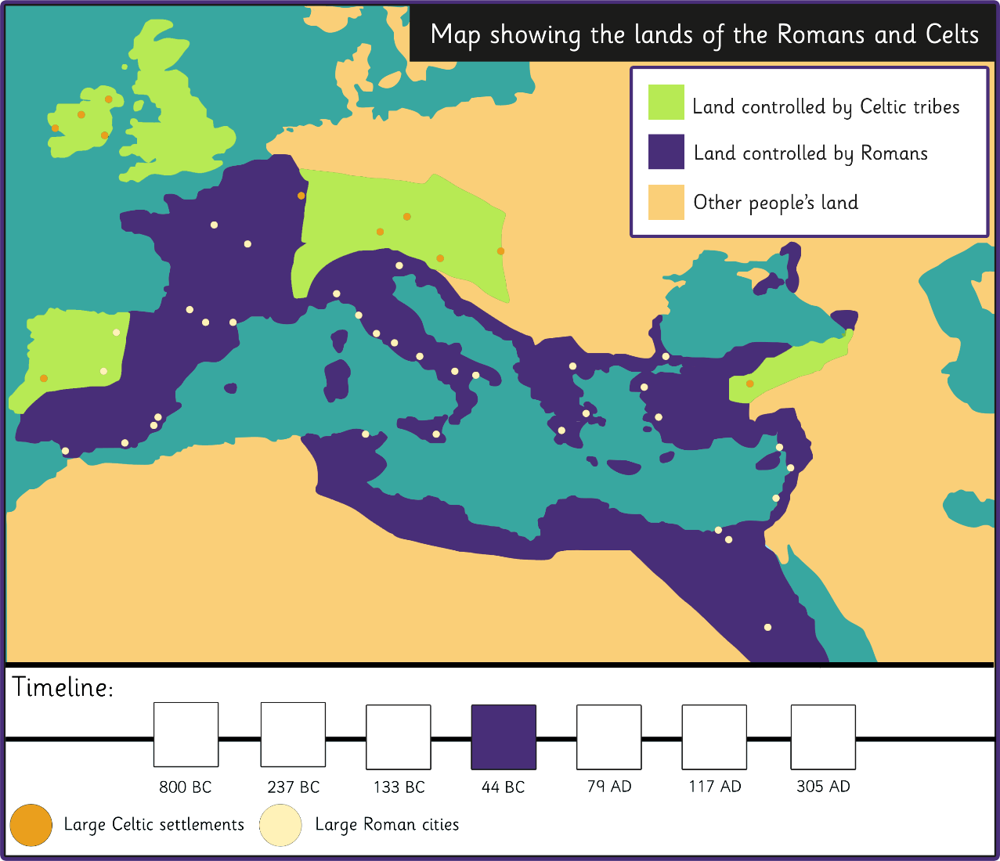 Map showing the lands of the Romans and Celts
Land controlled by Celtic tribes
Land controlled by Romans
Other people's land
Timeline:
800 BC
237 BC
133 BC
44 BC
79 AD
117 AD
305 AD
Large Celtic settlements
Large Roman cities